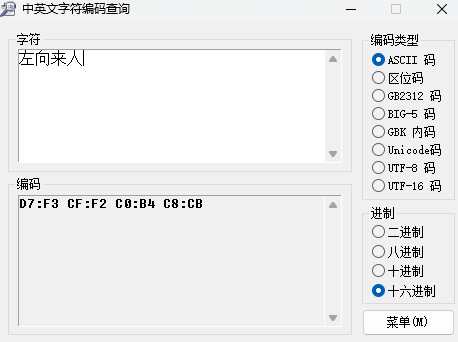 中英文字符编码查询
字符
左向来人
编码
D7:F3 CF:F2 C0:B4 C8:CB
编码类型
ASCII 码
区位码
GB2312 码
BIG-5 码
GBK 内码
Unicode码
UTF-8 码
UTF-16 码
进制
二进制
八进制
十进制
十六进制
菜单(M)